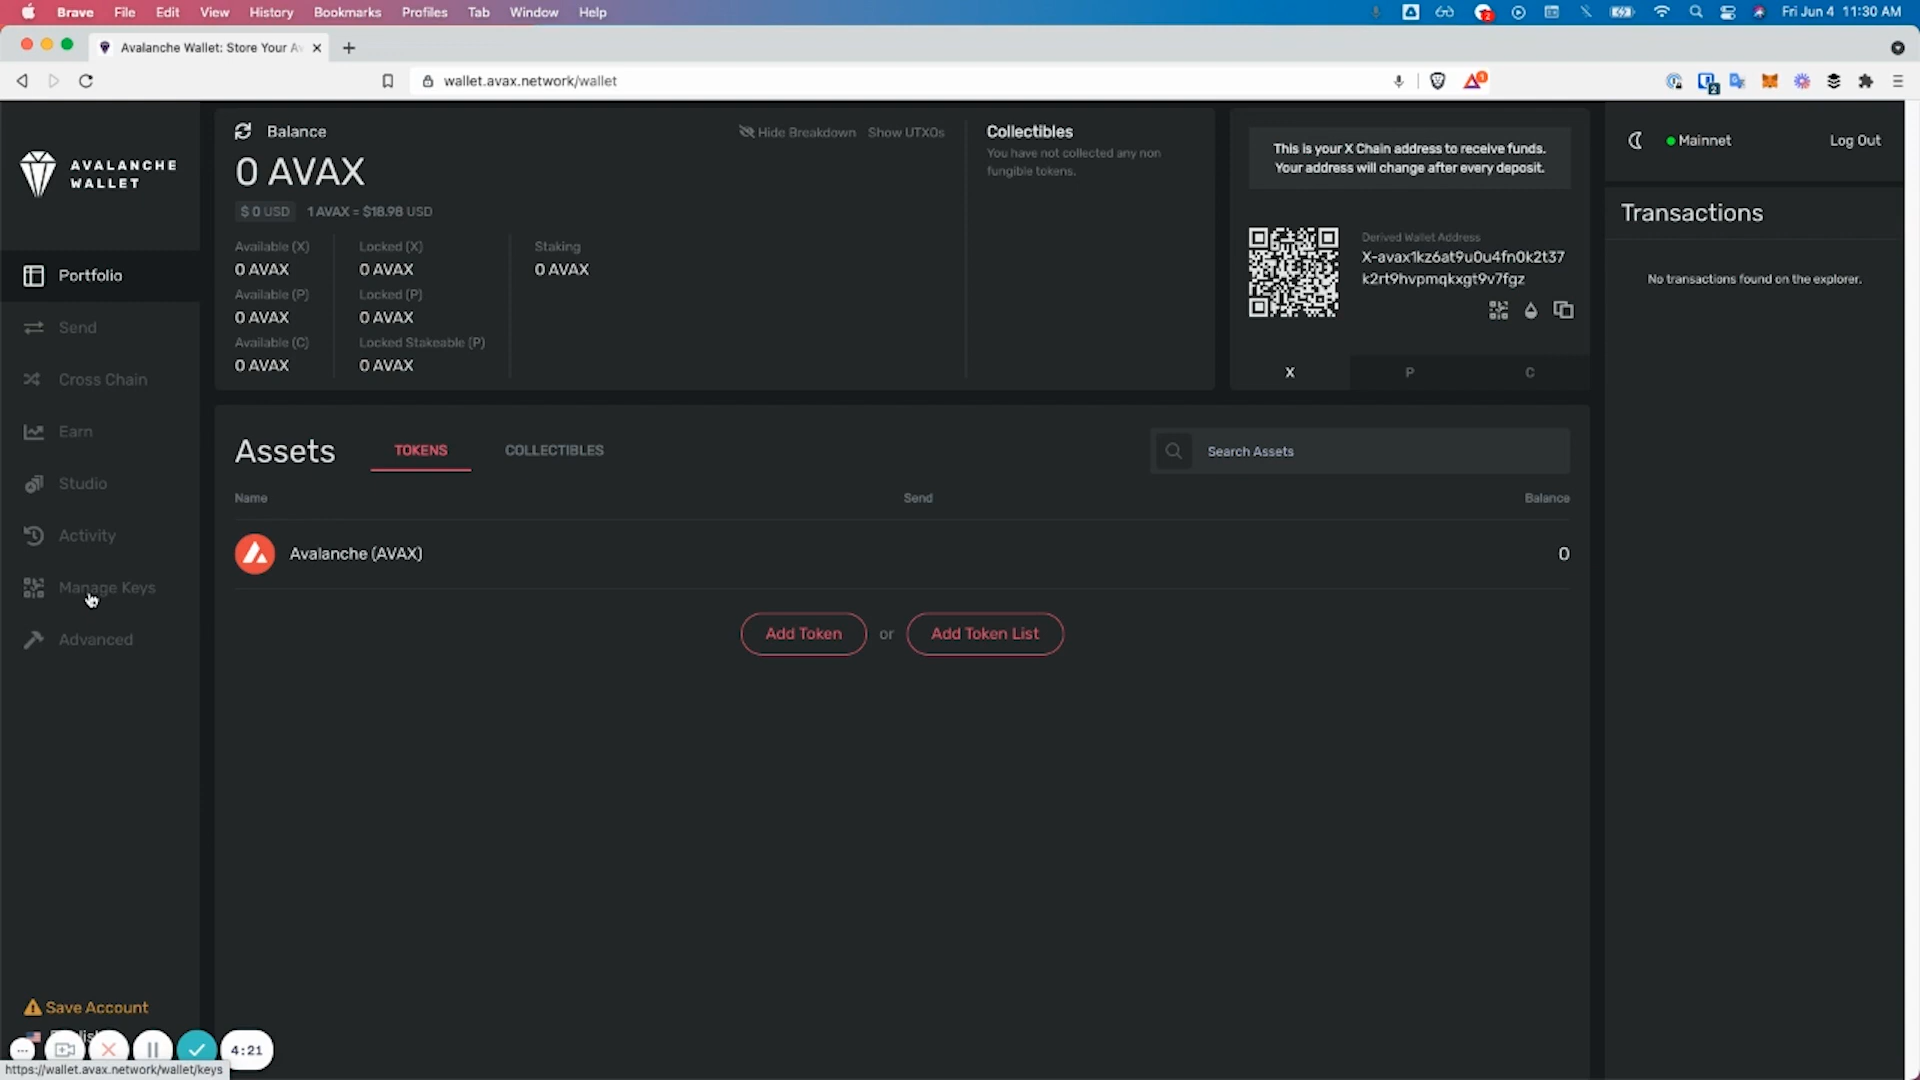 Brave File Edit View History Bookmarks Profiles Tab Window Help
2
Fri Jun 4 11:30 AM
Avalanche Wallet: Store Your Av
wallet.avax.network/wallet
1
2
AVALANCHE
WALLET
Portfolio
Send
Cross Chain
Earn
Studio
Activity
Manage Keys
Advanced
Save Account
4:21
https://wallet.avax.network/wallet/keys
Balance
Hide Breakdown Show UTXOs
0 AVAX
$ 0 USD 1 AVAX = $18.98 USD
Available (X) Locked (X) Staking
0 AVAX 0 AVAX 0 AVAX
Available (P) Locked (P)
0 AVAX 0 AVAX
Available (C) Locked Stakeable (P)
0 AVAX 0 AVAX
Collectibles
You have not collected any non
fungible tokens.
This is your X Chain address to receive funds.
Your address will change after every deposit.
Derived Wallet Address
X-avax1kz6at9u0u4fn0k2t37
k2rt9hvpmqkxgt9v7fgz
X P C
Mainnet Log Out
Transactions
No transactions found on the explorer.
Assets TOKENS COLLECTIBLES
Search Assets
Name Send Balance
Avalanche (AVAX) 0
Add Token or Add Token List